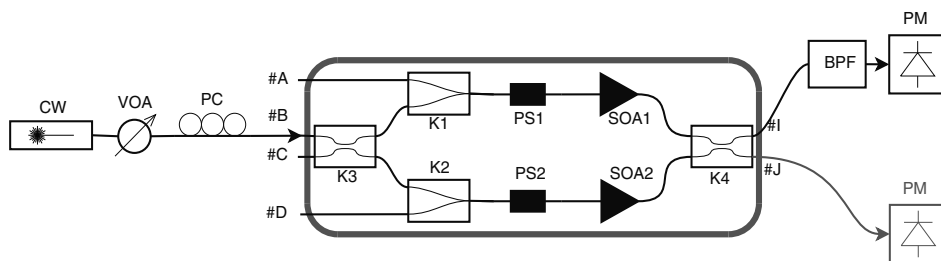 PM
BPF
#A
CW
VOA
PC
#B
K1
PS1
SOA1
#I
#C
K3
K2
PS2
SOA2
K4
#J
#D
PM